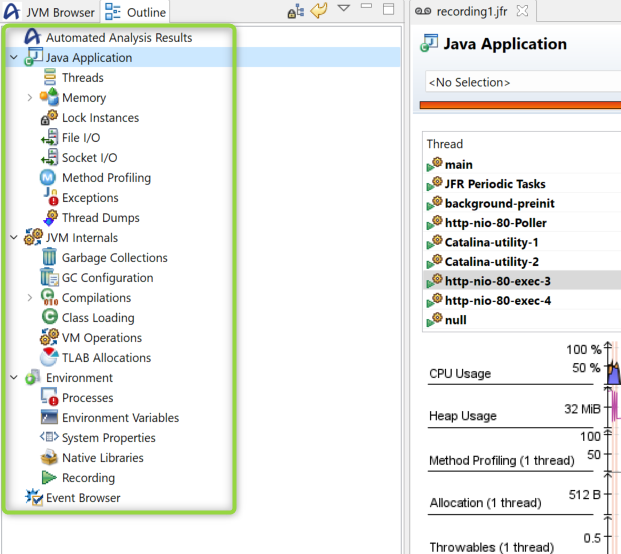 JVM Browser
Outline
Automated Analysis Results
Java Application
Threads
Memory
Lock Instances
File I/O
Socket I/O
Method Profiling
Exceptions
Thread Dumps
JVM Internals
Garbage Collections
GC Configuration
Compilations
Class Loading
VM Operations
TLAB Allocations
Environment
Processes
Environment Variables
System Properties
Native Libraries
Recording
Event Browser
recording1.jfr
Java Application
<No Selection>
Thread
main
JFR Periodic Tasks
background-preinit
http-nio-80-Poller
Catalina-utility-1
Catalina-utility-2
http-nio-80-exec-3
http-nio-80-exec-4
null
100 %
CPU Usage 50 %
Heap Usage 32 MiB
100
Method Profiling (1 thread) 50
Allocation (1 thread) 512 B
Throwables (1 thread) 0.5